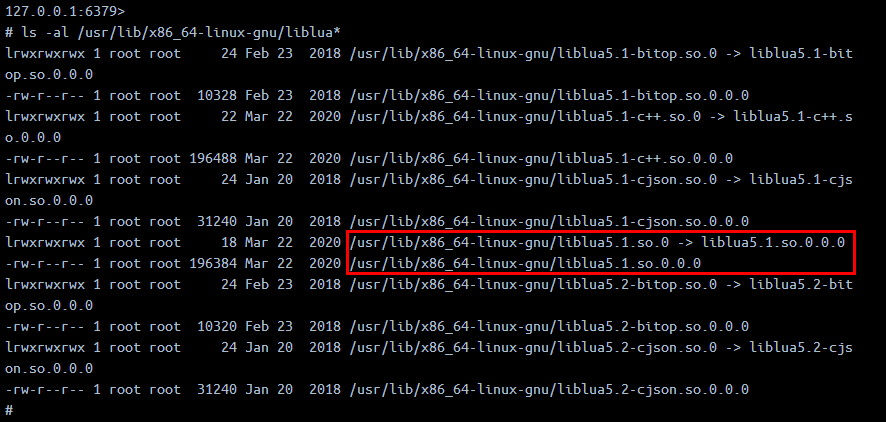 127.0.0.1:6379>
# ls -al /usr/lib/x86_64-linux-gnu/liblua*
lrwxrwxrwx 1 root root     24 Feb 23  2018 /usr/lib/x86_64-linux-gnu/liblua5.1-bitop.so.0 -> liblua5.1-bit
op.so.0.0.0
-rw-r--r-- 1 root root  10328 Feb 23  2018 /usr/lib/x86_64-linux-gnu/liblua5.1-bitop.so.0.0.0
lrwxrwxrwx 1 root root     22 Mar 22  2020 /usr/lib/x86_64-linux-gnu/liblua5.1-c++.so.0 -> liblua5.1-c++.s
o.0.0.0
-rw-r--r-- 1 root root 196488 Mar 22  2020 /usr/lib/x86_64-linux-gnu/liblua5.1-c++.so.0.0.0
lrwxrwxrwx 1 root root     24 Jan 20  2018 /usr/lib/x86_64-linux-gnu/liblua5.1-cjson.so.0 -> liblua5.1-cjs
on.so.0.0.0
-rw-r--r-- 1 root root  31240 Jan 20  2018 /usr/lib/x86_64-linux-gnu/liblua5.1-cjson.so.0.0.0
lrwxrwxrwx 1 root root     18 Mar 22  2020 /usr/lib/x86_64-linux-gnu/liblua5.1.so.0 -> liblua5.1.so.0.0.0
-rw-r--r-- 1 root root 196384 Mar 22  2020 /usr/lib/x86_64-linux-gnu/liblua5.1.so.0.0.0
lrwxrwxrwx 1 root root     24 Feb 23  2018 /usr/lib/x86_64-linux-gnu/liblua5.2-bitop.so.0 -> liblua5.2-bit
op.so.0.0.0
-rw-r--r-- 1 root root  10320 Feb 23  2018 /usr/lib/x86_64-linux-gnu/liblua5.2-bitop.so.0.0.0
lrwxrwxrwx 1 root root     24 Jan 20  2018 /usr/lib/x86_64-linux-gnu/liblua5.2-cjson.so.0 -> liblua5.2-cjs
on.so.0.0.0
-rw-r--r-- 1 root root  31240 Jan 20  2018 /usr/lib/x86_64-linux-gnu/liblua5.2-cjson.so.0.0.0
#